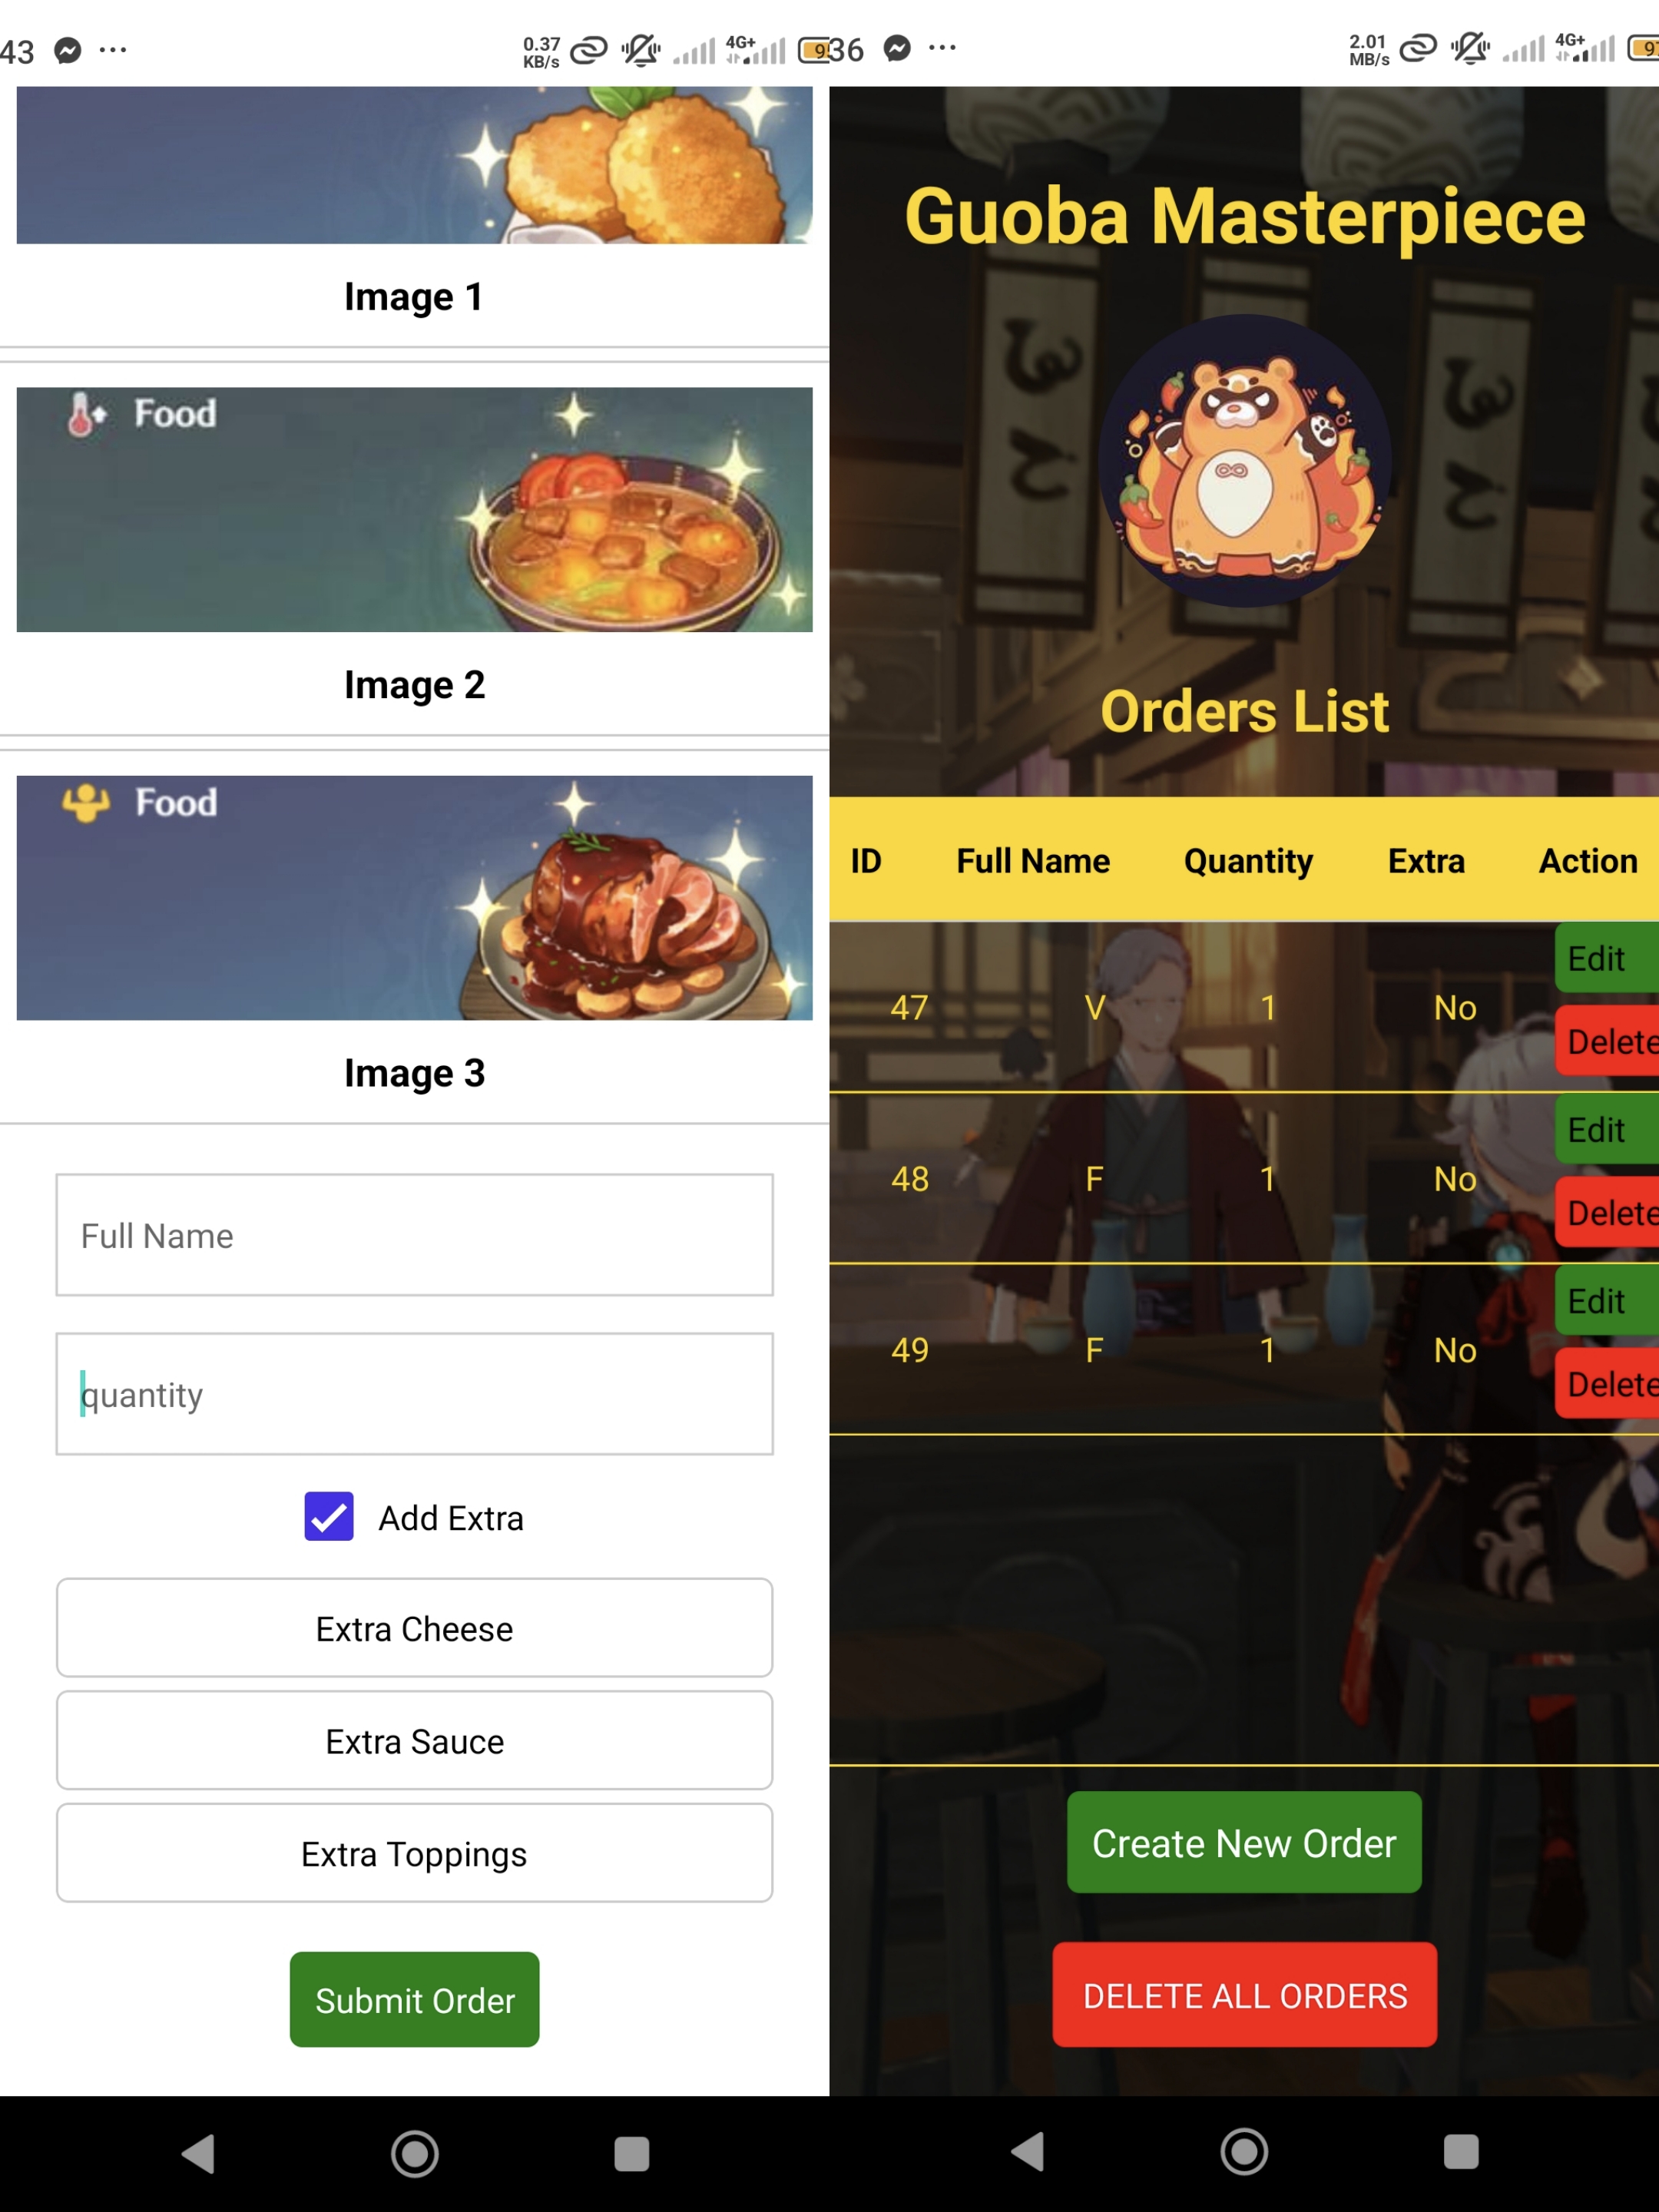 43 ...
0.37
KB/s
4G+
9
Image 1
Food
Image 2
Food
Image 3
Full Name
quantity
Add Extra
Extra Cheese
Extra Sauce
Extra Toppings
Submit Order
36 ...
2.01
MB/s
4G+
97
Guoba Masterpiece
Orders List
ID Full Name Quantity Extra Action
47 V 1 No
Edit
Delete
48 F 1 No
Edit
Delete
49 F 1 No
Edit
Delete
Create New Order
DELETE ALL ORDERS